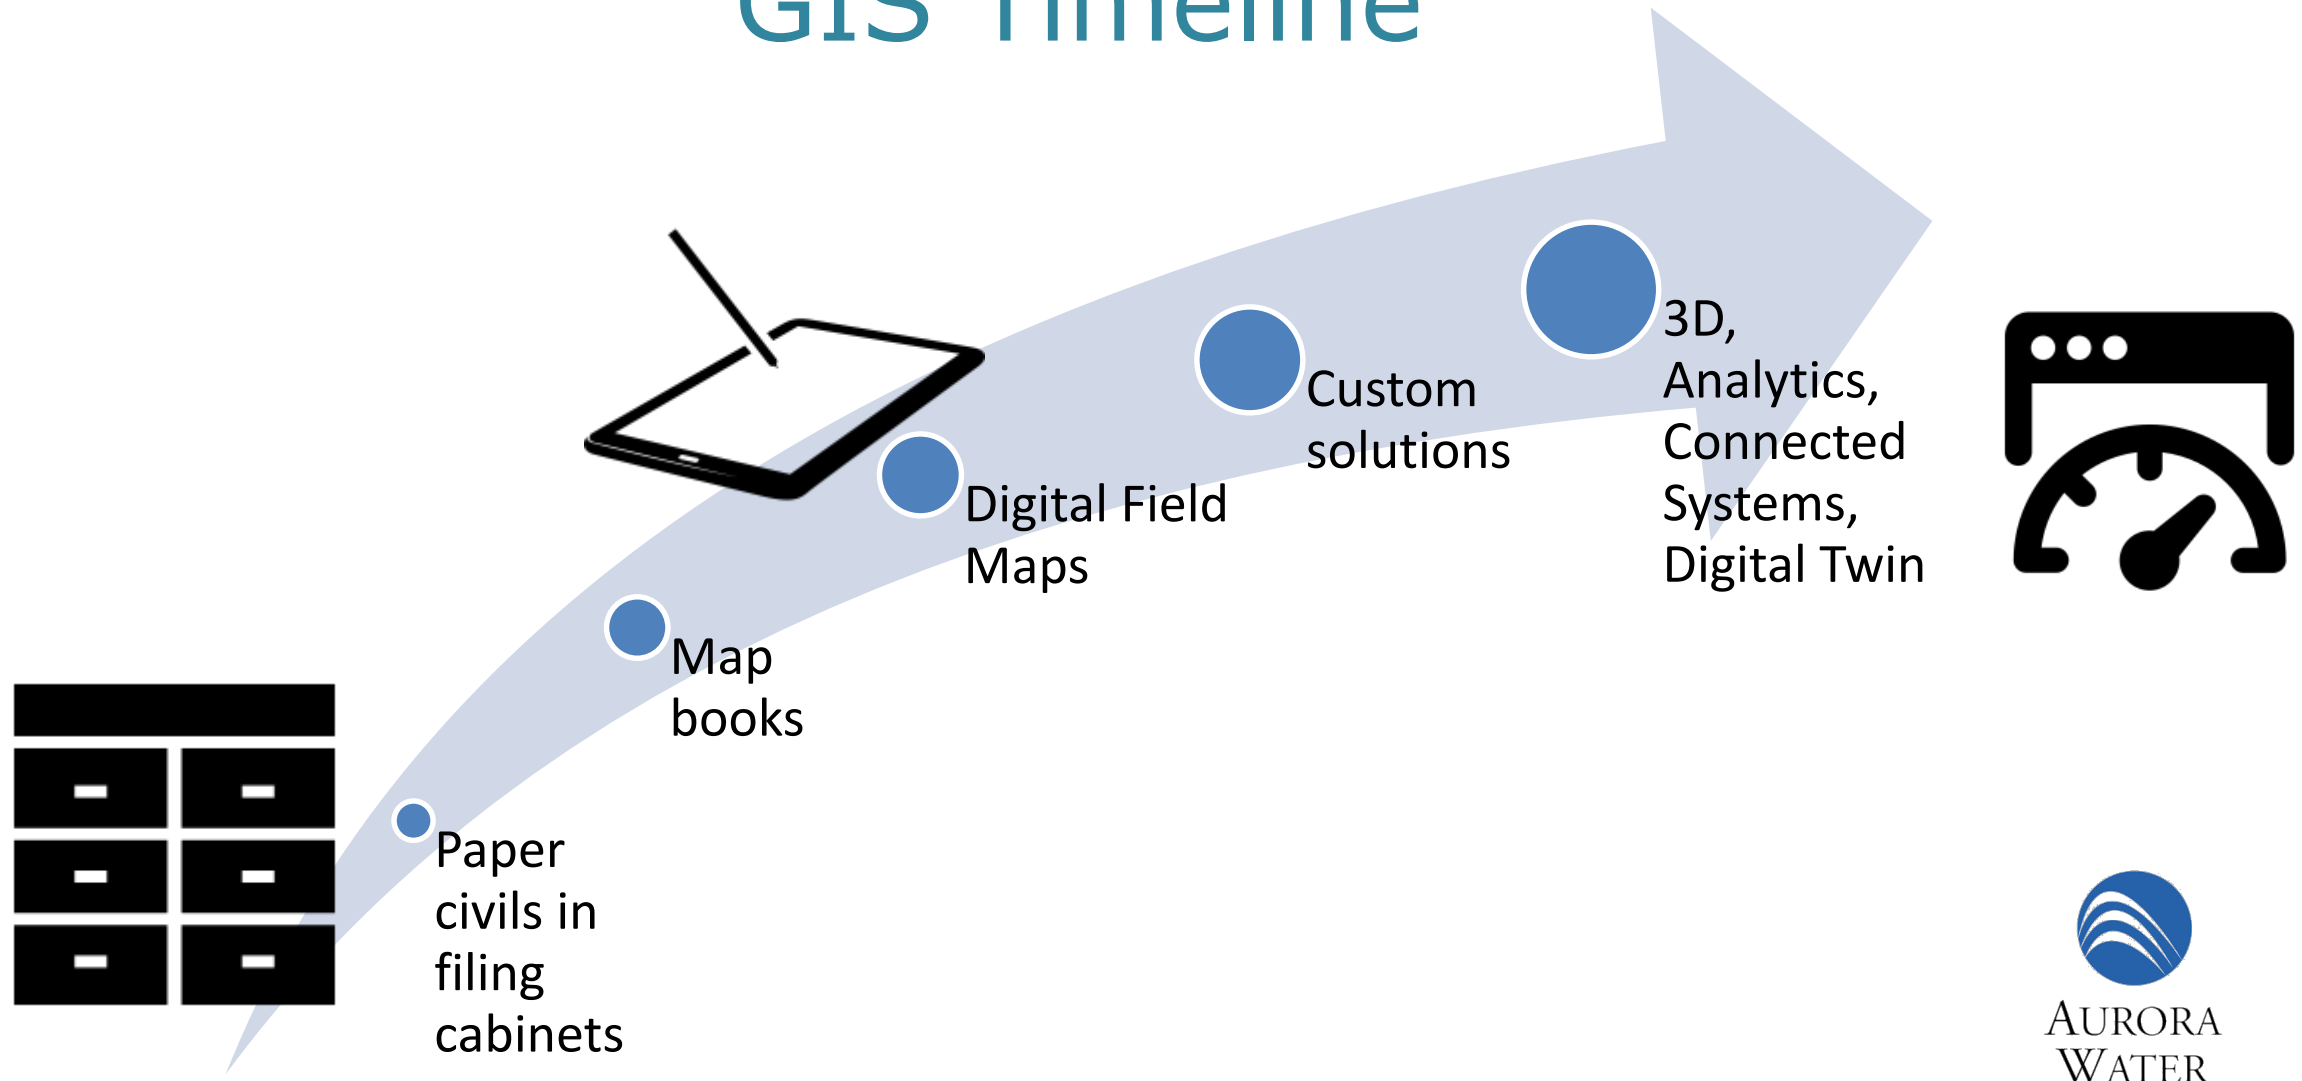 GIS Timeline
3D,
Analytics,
Connected
Systems,
Digital Twin
Custom
solutions
Digital Field
Maps
Map
books
Paper
civils in
filing
cabinets
AURORA
WATER